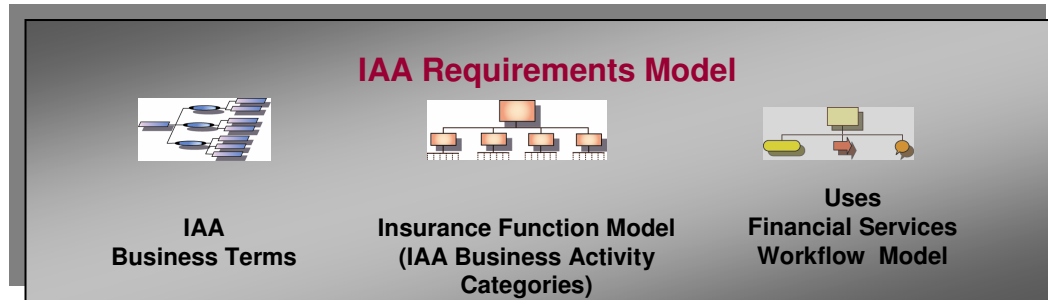 IAA Requirements Model
IAA
Business Terms
Insurance Function Model
(IAA Business Activity
Categories)
Uses
Financial Services
Workflow Model